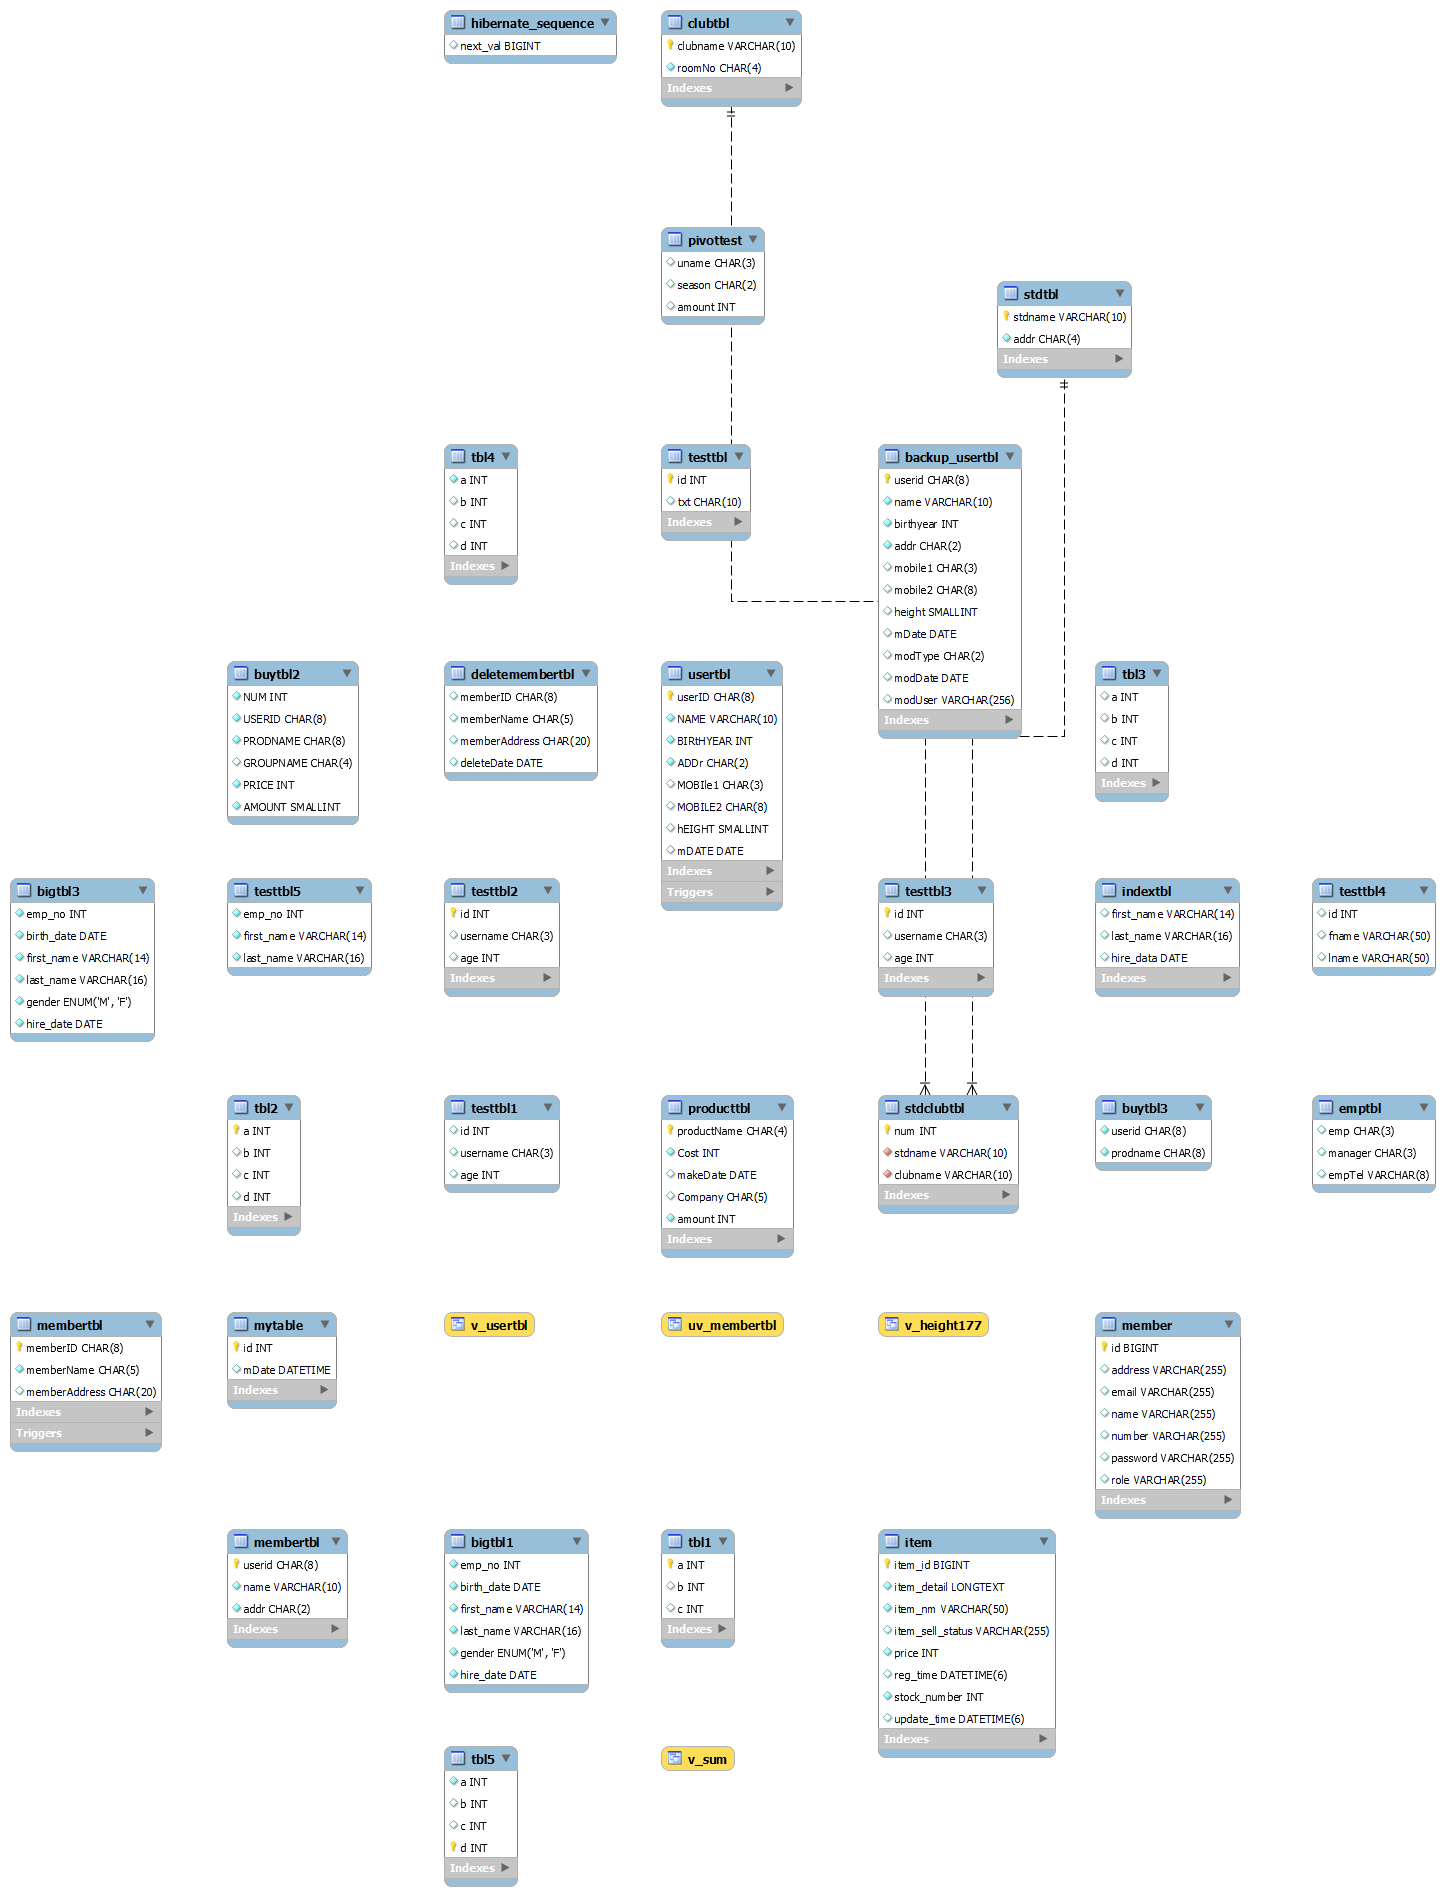 hibernate_sequence
next_val BIGINT
clubtbl
clubname VARCHAR(10)
roomNo CHAR(4)
Indexes
pivottest
uname CHAR(3)
season CHAR(2)
amount INT
stdtbl
stdname VARCHAR(10)
addr CHAR(4)
Indexes
tbl4
a INT
b INT
c INT
d INT
Indexes
testtbl
id INT
txt CHAR(10)
Indexes
backup_usertbl
userid CHAR(8)
name VARCHAR(10)
birthyear INT
addr CHAR(2)
mobile1 CHAR(3)
mobile2 CHAR(8)
height SMALLINT
mDate DATE
modType CHAR(2)
modDate DATE
modUser VARCHAR(256)
Indexes
buytbl2
NUM INT
USERID CHAR(8)
PRODNAME CHAR(8)
GROUPNAME CHAR(4)
PRICE INT
AMOUNT SMALLINT
deletemembertbl
memberID CHAR(8)
memberName CHAR(5)
memberAddress CHAR(20)
deleteDate DATE
usertbl
userID CHAR(8)
NAME VARCHAR(10)
BIRtHYEAR INT
ADDr CHAR(2)
MOBIle1 CHAR(3)
MOBILE2 CHAR(8)
hEIGHT SMALLINT
mDATE DATE
Indexes
Triggers
tbl3
a INT
b INT
c INT
d INT
Indexes
bigtbl3
emp_no INT
birth_date DATE
first_name VARCHAR(14)
last_name VARCHAR(16)
gender ENUM('M', 'F')
hire_date DATE
testtbl5
emp_no INT
first_name VARCHAR(14)
last_name VARCHAR(16)
testtbl2
id INT
username CHAR(3)
age INT
Indexes
testtbl3
id INT
username CHAR(3)
age INT
Indexes
indextbl
first_name VARCHAR(14)
last_name VARCHAR(16)
hire_data DATE
Indexes
testtbl4
id INT
fname VARCHAR(50)
lname VARCHAR(50)
tbl2
a INT
b INT
c INT
d INT
Indexes
testtbl1
id INT
username CHAR(3)
age INT
producttbl
productName CHAR(4)
Cost INT
makeDate DATE
Company CHAR(5)
amount INT
Indexes
stdclubtbl
num INT
stdname VARCHAR(10)
clubname VARCHAR(10)
Indexes
buytbl3
userid CHAR(8)
prodname CHAR(8)
emptbl
emp CHAR(3)
manager CHAR(3)
empTel VARCHAR(8)
membertbl
memberID CHAR(8)
memberName CHAR(5)
memberAddress CHAR(20)
Indexes
Triggers
mytable
id INT
mDate DATETIME
Indexes
v_usertbl
uv_membertbl
v_height177
member
id BIGINT
address VARCHAR(255)
email VARCHAR(255)
name VARCHAR(255)
number VARCHAR(255)
password VARCHAR(255)
role VARCHAR(255)
Indexes
membertbl
userid CHAR(8)
name VARCHAR(10)
addr CHAR(2)
Indexes
bigtbl1
emp_no INT
birth_date DATE
first_name VARCHAR(14)
last_name VARCHAR(16)
gender ENUM('M', 'F')
hire_date DATE
tbl1
a INT
b INT
c INT
Indexes
item
item_id BIGINT
item_detail LONGTEXT
item_nm VARCHAR(50)
item_sell_status VARCHAR(255)
price INT
reg_time DATETIME(6)
stock_number INT
update_time DATETIME(6)
Indexes
tbl5
a INT
b INT
c INT
d INT
Indexes
v_sum